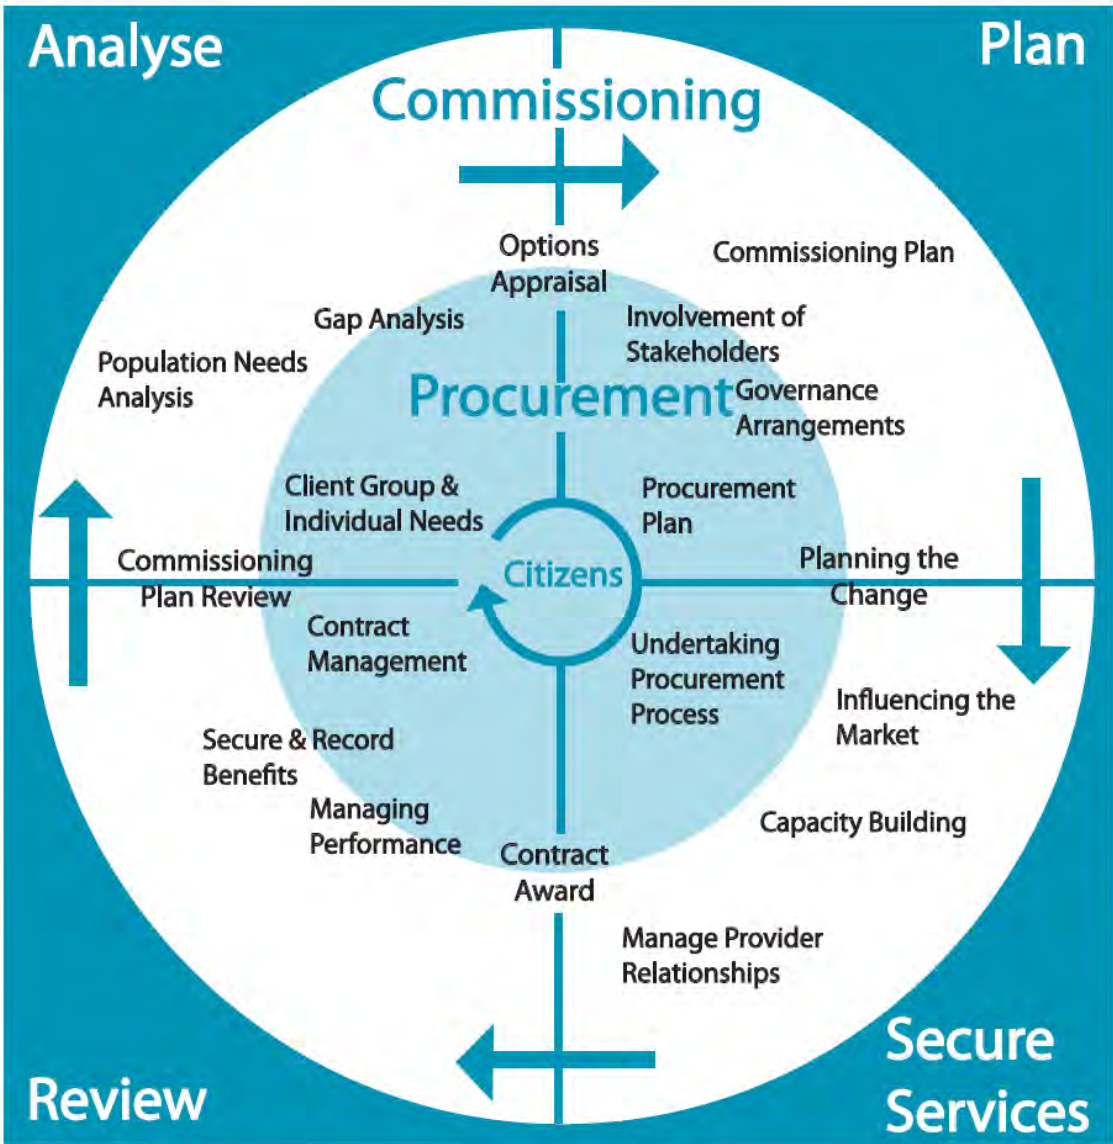 Analyse
Plan
Commissioning
Options
Appraisal
Commissioning Plan
Gap Analysis
Involvement of
Stakeholders
Population Needs
Analysis
Procurement
Governance
Arrangements
Client Group &
Individual Needs
Procurement
Plan
Commissioning
Plan Review
Citizens
Planning the
Change
Contract
Management
Undertaking
Procurement
Process
Influencing the
Market
Secure & Record
Benefits
Managing
Performance
Capacity Building
Contract
Award
Manage Provider
Relationships
Review
Secure
Services